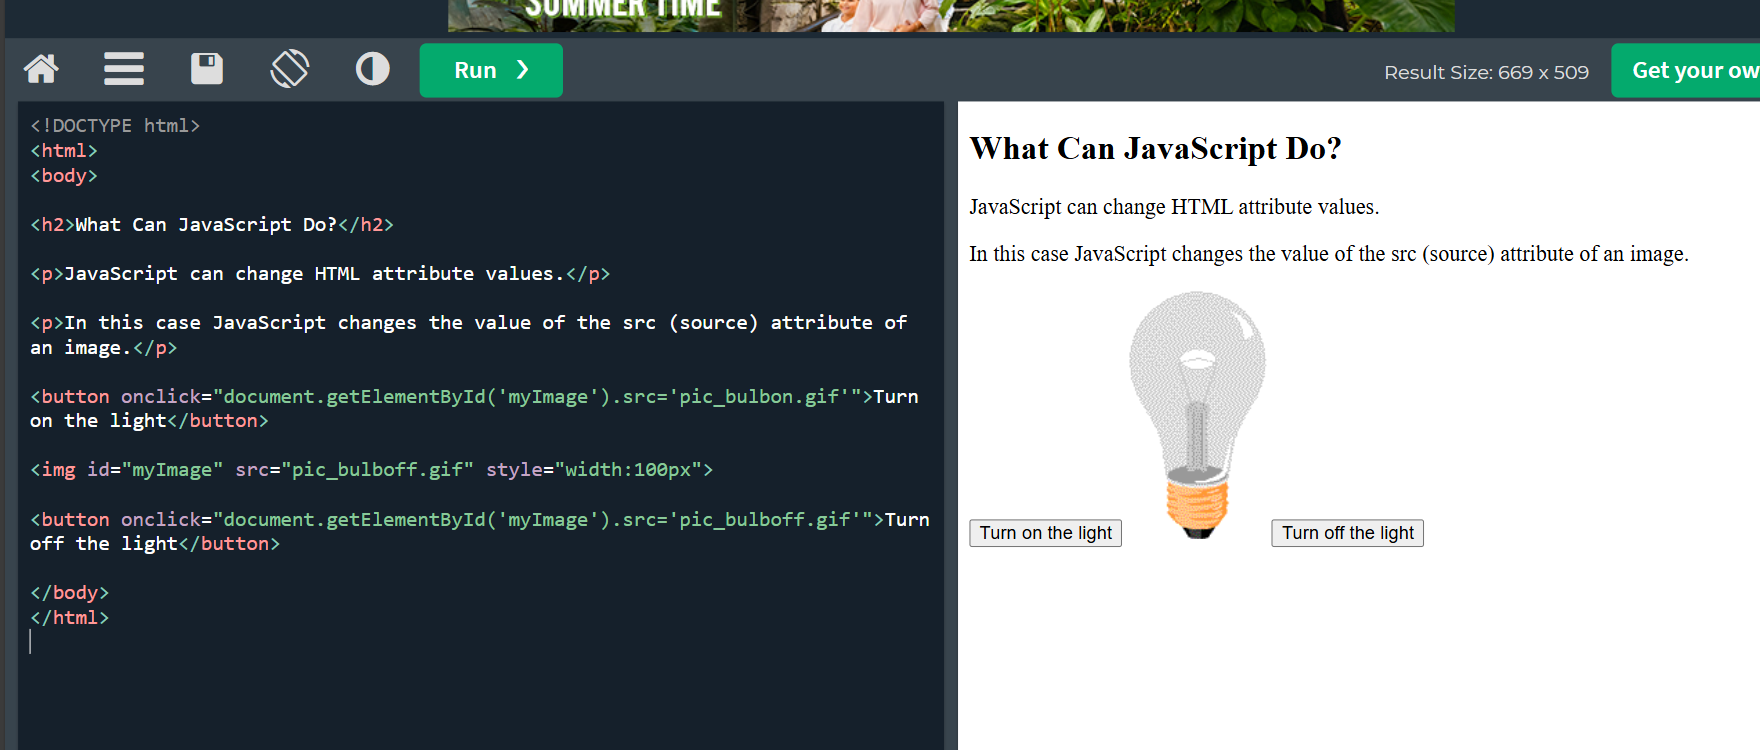 SUMMER TIME
Run ❯
Result Size: 669 x 509
Get your ow
<!DOCTYPE html>
<html>
<body>
<h2>What Can JavaScript Do?</h2>
<p>JavaScript can change HTML attribute values.</p>
<p>In this case JavaScript changes the value of the src (source) attribute of
an image.</p>
<button onclick="document.getElementById('myImage').src='pic_bulbon.gif'">Turn
on the light</button>
<img id="myImage" src="pic_bulboff.gif" style="width:100px">
<button onclick="document.getElementById('myImage').src='pic_bulboff.gif'">Turn
off the light</button>
</body>
</html>
What Can JavaScript Do?
JavaScript can change HTML attribute values.
In this case JavaScript changes the value of the src (source) attribute of an image.
Turn on the light
Turn off the light